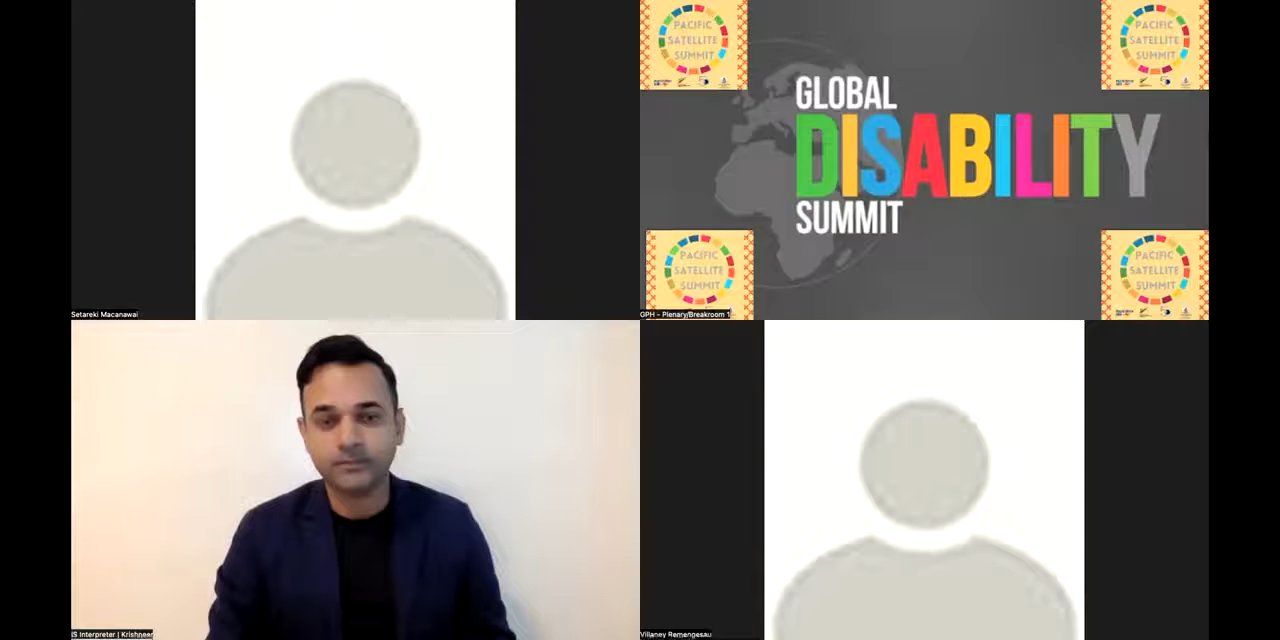 PACIFIC
SATELLITE
SUMMIT
PACIFIC
SATELLITE
SUMMIT
GLOBAL
DISABILITY
SUMMIT
PACIFIC
SATELLITE
SUMMIT
PACIFIC
SATELLITE
SUMMIT
Setareki Macanawai
GPH - Plenary/Breakroom 1
IS Interpreter | Krishneer
Villaney Remengesau